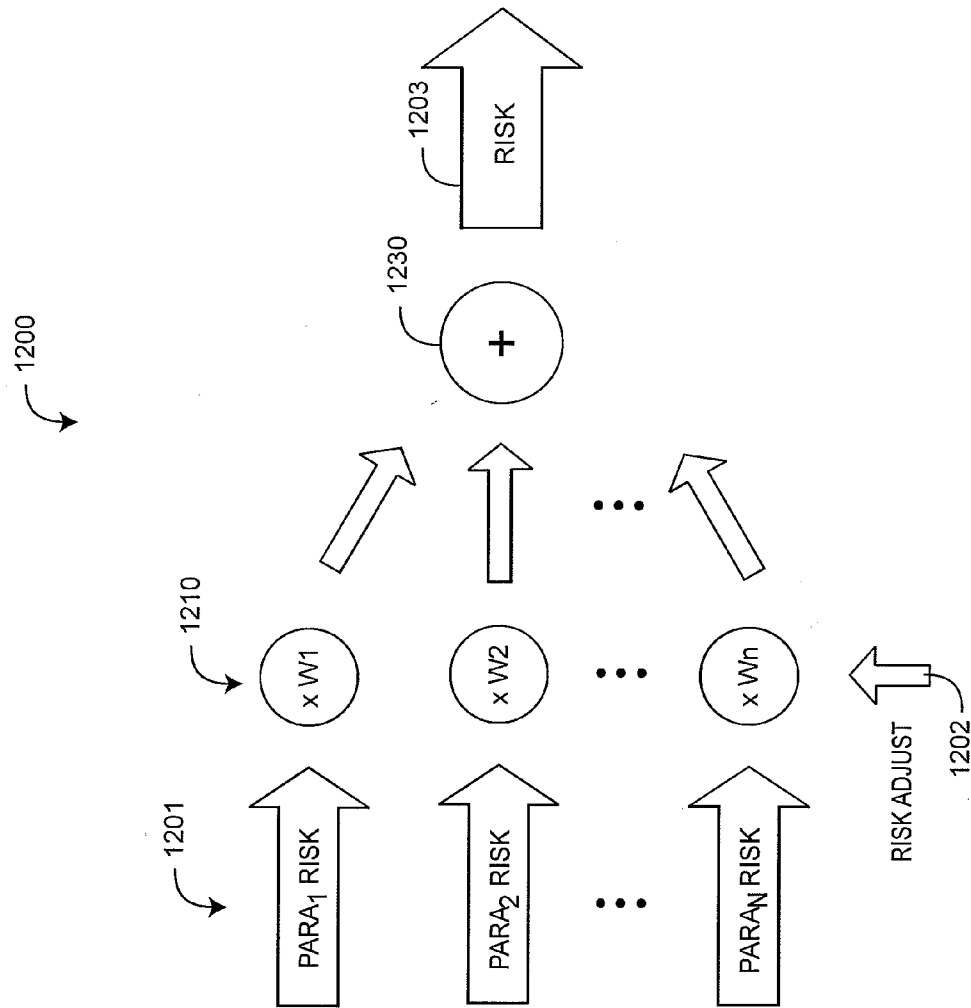 1200
1201
1210
1230
1203
PARA1 RISK
x W1
PARA2 RISK
x W2
+
RISK
PARAN RISK
x Wn
RISK ADJUST
1202